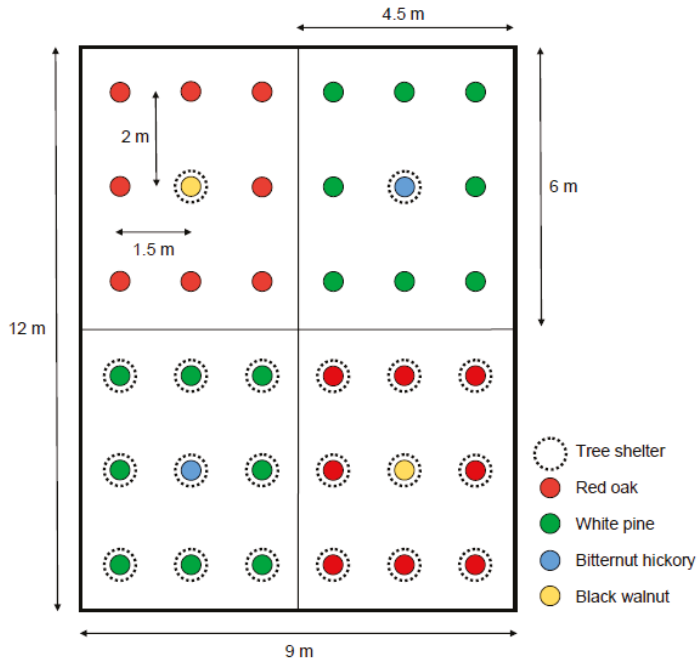 4.5 m
2 m
6 m
1.5 m
12 m
Tree shelter
Red oak
White pine
Bitternut hickory
Black walnut
9 m